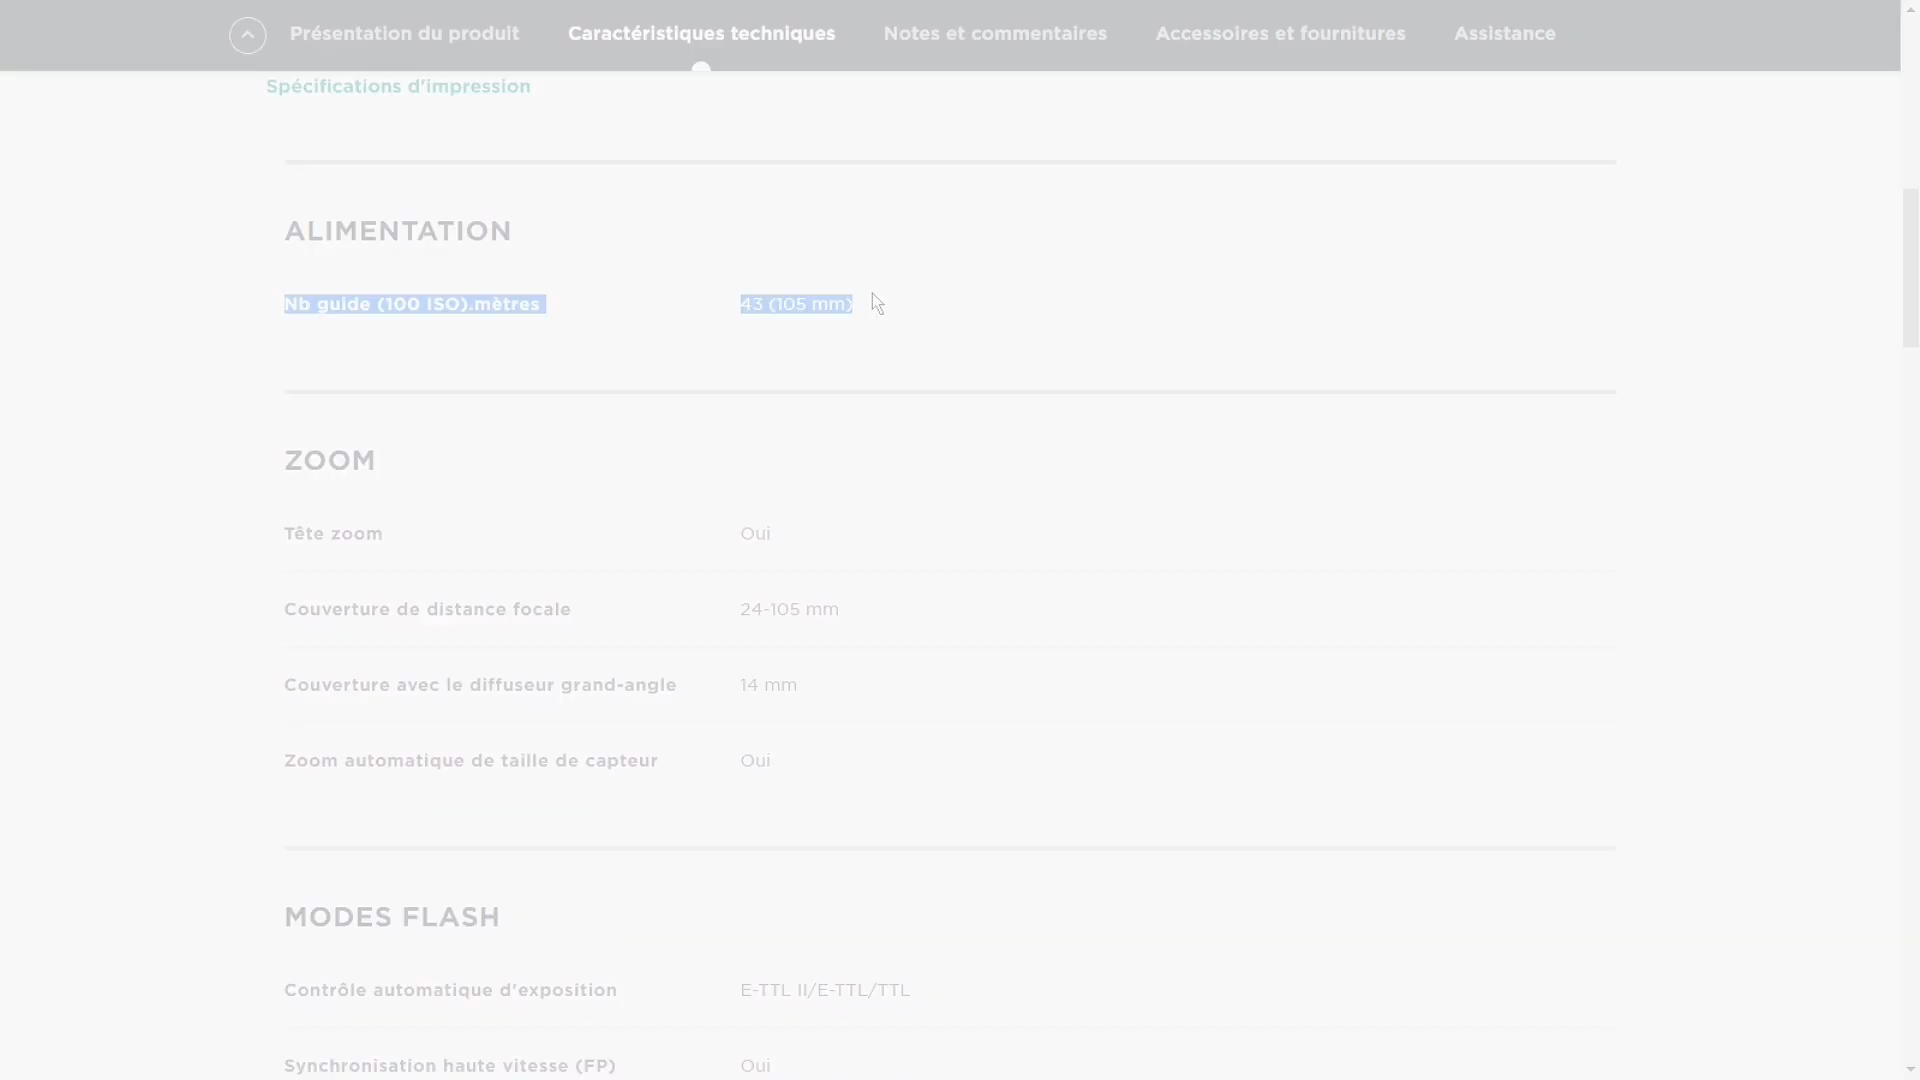 Présentation du produit Caractéristiques techniques Notes et commentaires Accessoires et fournitures Assistance
Spécifications d'impression
ALIMENTATION
Nb guide (100 ISO).mètres 43 (105 mm)
ZOOM
Tête zoom Oui
Couverture de distance focale 24-105 mm
Couverture avec le diffuseur grand-angle 14 mm
Zoom automatique de taille de capteur Oui
MODES FLASH
Contrôle automatique d'exposition E-TTL II/E-TTL/TTL
Synchronisation haute vitesse (FP) Oui